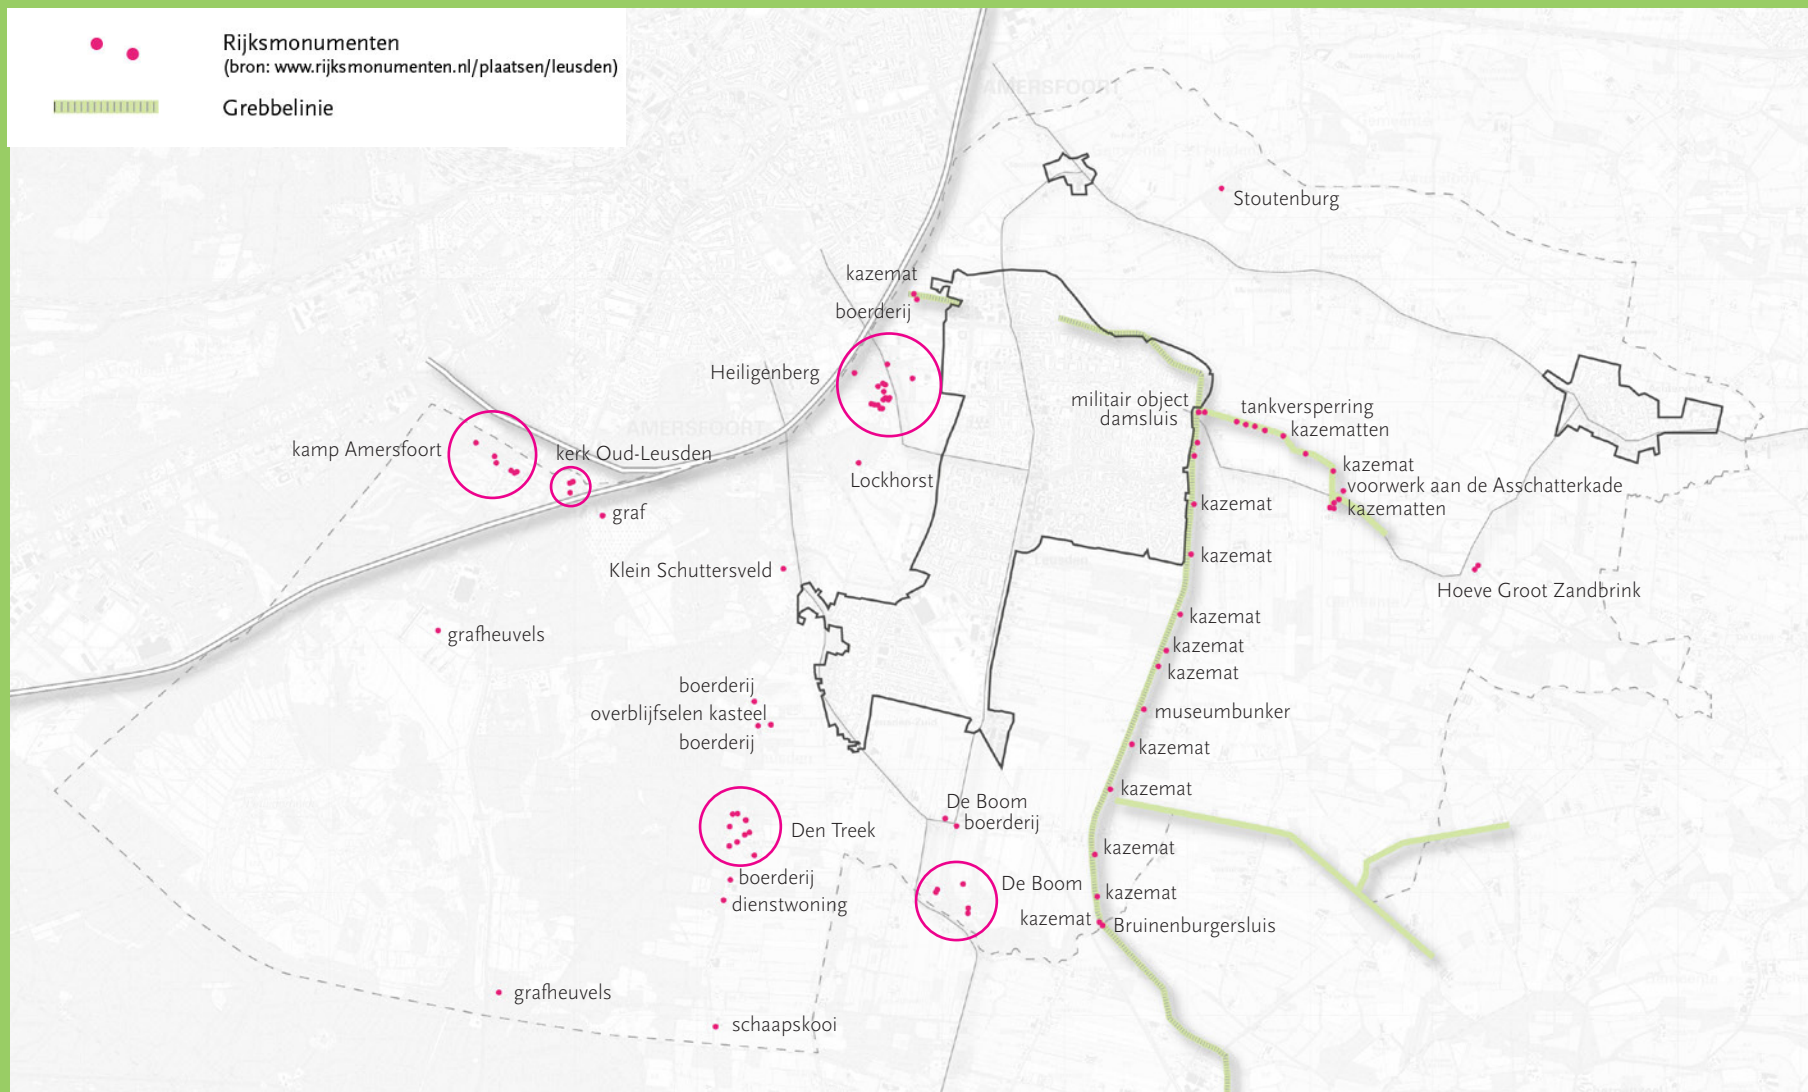 Rijksmonumenten
(bron: www.rijksmonumenten.nl/plaatsen/leusden)
Grebbelinie
AMERSFOORT
Stoutenburg
kazemat
boerderij
Heiligenberg
militair object
damsluis
tankversperring
kazematten
AMERSFOORT
kamp Amersfoort
kerk Oud-Leusden
Lockhorst
kazemat
voorwerk aan de Asschatterkade
kazematten
graf
kazemat
kazemat
Klein Schuttersveld
Hoeve Groot Zandbrink
kazemat
grafheuvels
kazemat
kazemat
boerderij
overblijfselen kasteel
boerderij
museumbunker
kazemat
kazemat
De Boom
boerderij
Den Treek
kazemat
boerderij
dienstwoning
De Boom
kazemat
kazemat
Bruinenburgersluis
grafheuvels
schaapskooi